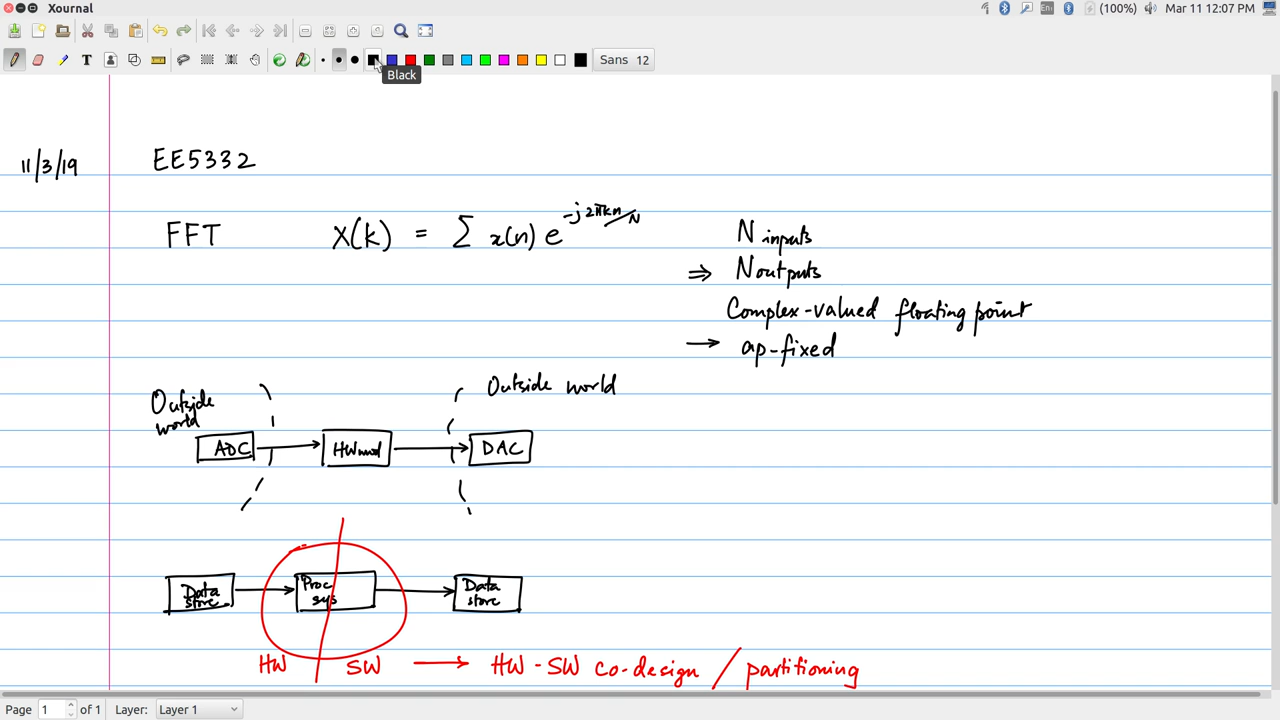 Xournal
(100%) Mar 11 12:07 PM
Sans 12
Black
11/3/19 EE5332
FFT X(k) = Σ x(n) e^-j2πkn/N
N inputs
⇒ N outputs
Complex-valued floating point
→ ap-fixed
Outside world
Outside world
ADC HW mod DAC
Data store Proc sys Data store
HW SW → HW-SW co-design / partitioning
Page 1 of 1 Layer: Layer 1